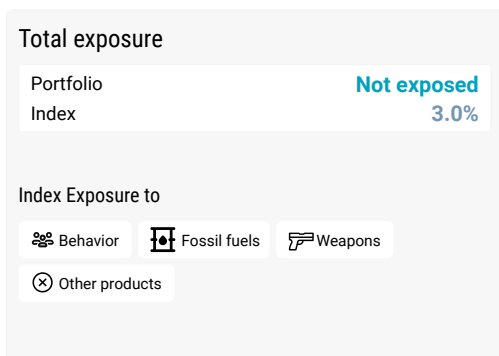 Total exposure
Portfolio Not exposed
Index 3.0%
Index Exposure to
Behavior Fossil fuels Weapons
Other products